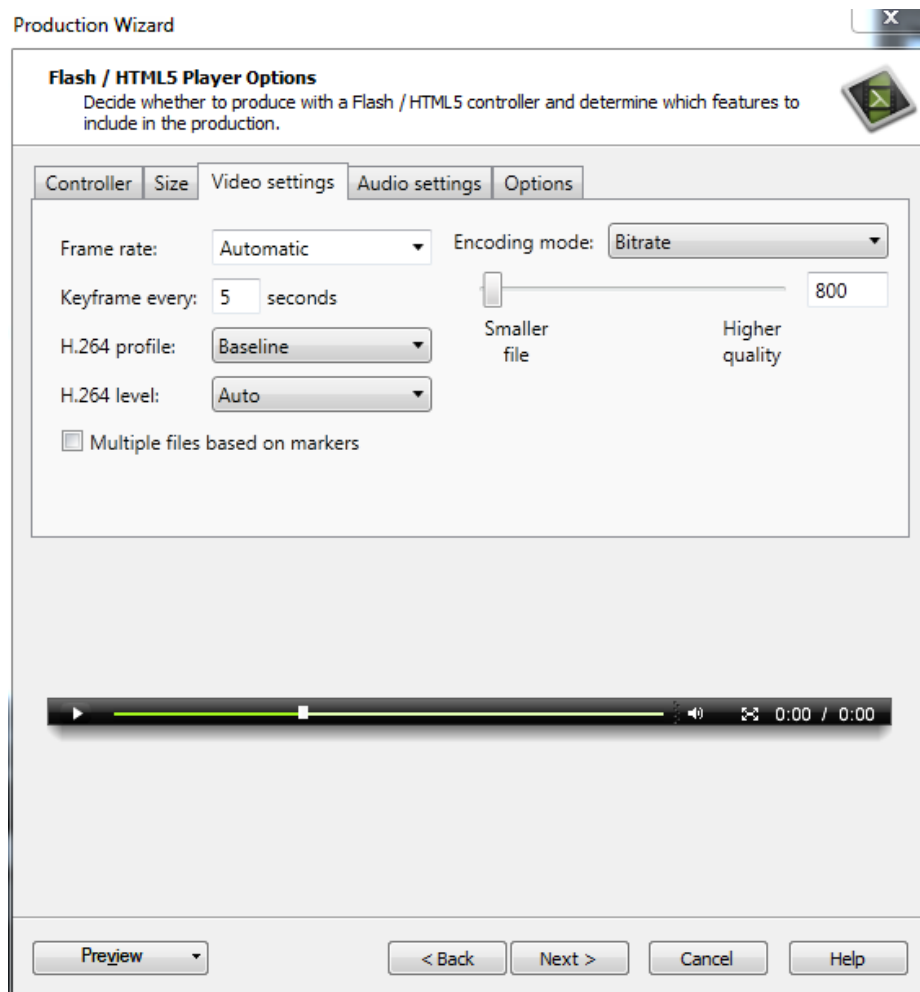 Production Wizard
X
Flash / HTML5 Player Options
Decide whether to produce with a Flash / HTML5 controller and determine which features to
include in the production.
Controller Size Video settings Audio settings Options
Frame rate: Automatic Encoding mode: Bitrate
Keyframe every: 5 seconds 800
Smaller Higher
file quality
H.264 profile: Baseline
H.264 level: Auto
Multiple files based on markers
0:00 / 0:00
Preview < Back Next > Cancel Help